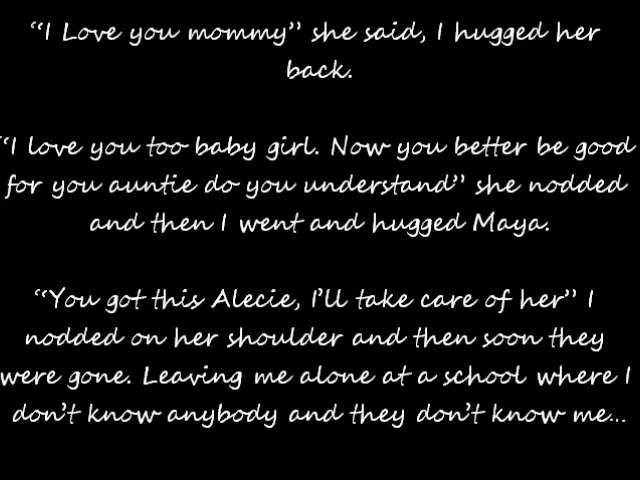 “I Love you mommy” she said, I hugged her
back.
“I love you too baby girl. Now you better be good
for you auntie do you understand” she nodded
and then I went and hugged Maya.
“You got this Alecie, I’ll take care of her” I
nodded on her shoulder and then soon they
were gone. Leaving me alone at a school where I
don’t know anybody and they don’t know me...